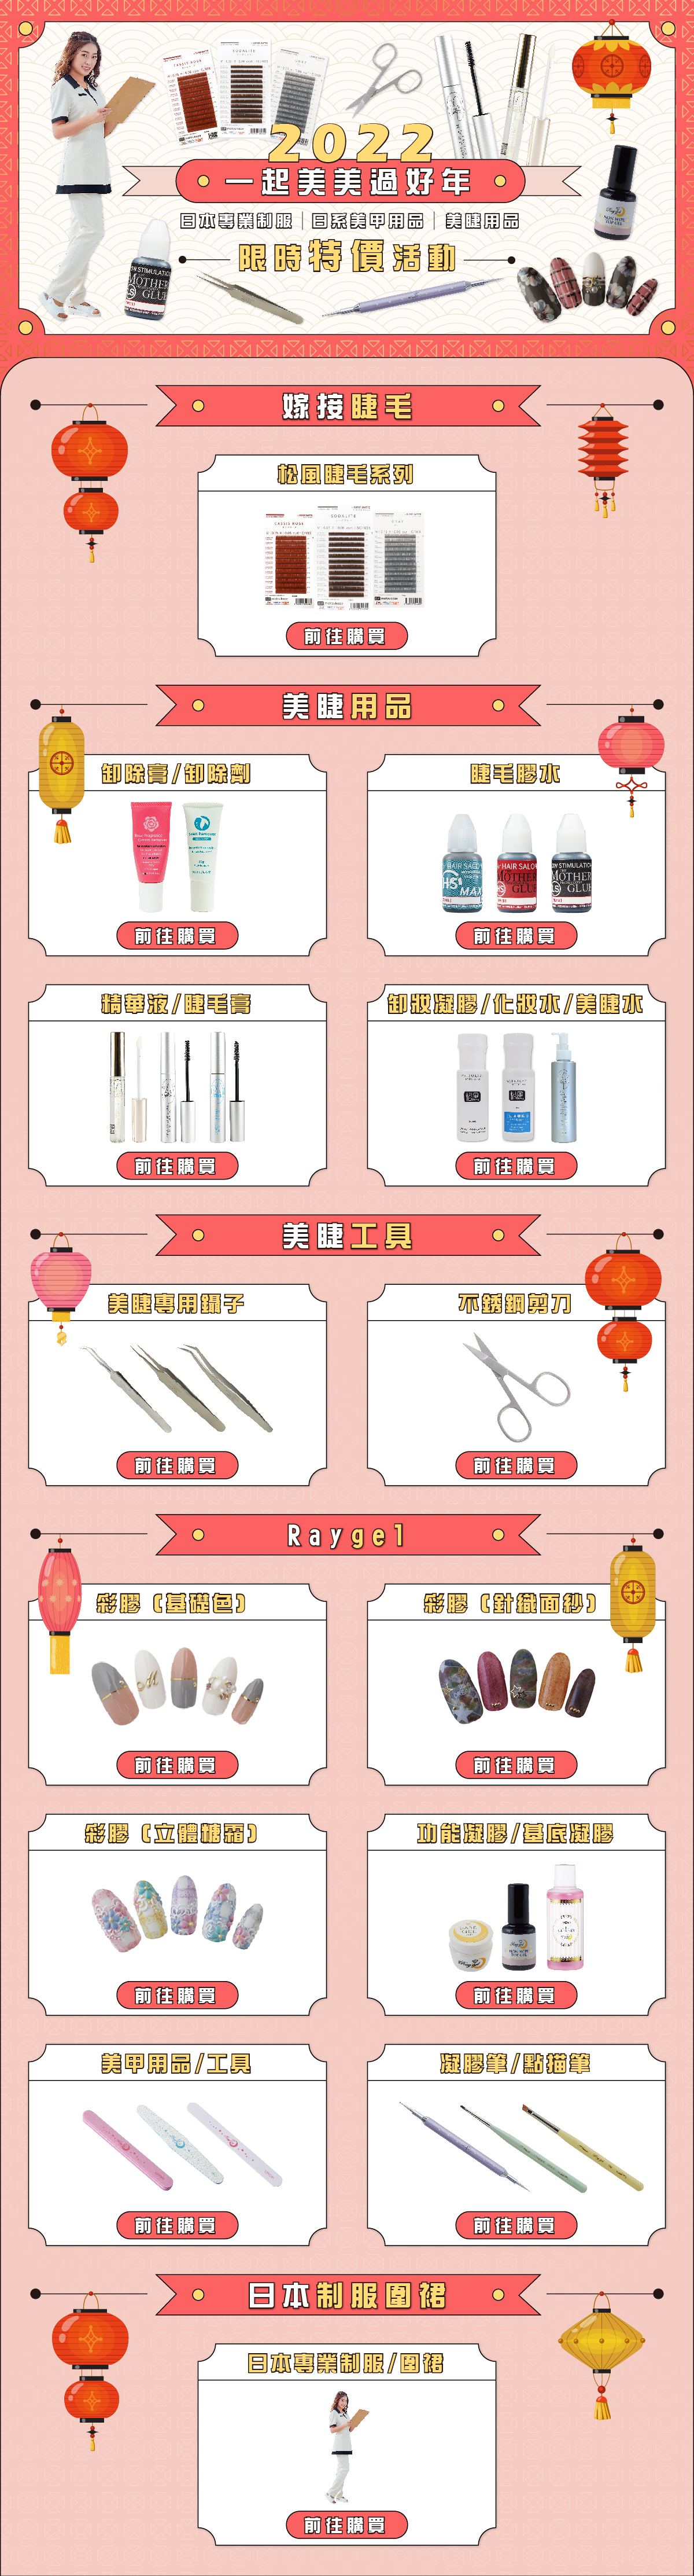 2022
一起美美過好年
日本專業制服｜日系美甲用品｜美睫用品
限時特價活動
MOTHER
GLUE
嫁接睫毛
松風睫毛系列
前往購買
美睫用品
卸除膏/卸除劑
睫毛膠水
HAIR SALON
MAX
MOTHER
GLUE
MOTHER
GLUE
前往購買
前往購買
精華液/睫毛膏
卸妝凝膠/化妝水/美睫水
前往購買
前往購買
美睫工具
美睫專用鑷子
不銹鋼剪刀
前往購買
前往購買
Raygel
彩膠（基礎色）
彩膠（針織面紗）
前往購買
前往購買
彩膠（立體糖霜）
功能凝膠/基底凝膠
前往購買
前往購買
美甲用品/工具
凝膠筆/點描筆
前往購買
前往購買
日本制服圍裙
日本專業制服/圍裙
前往購買